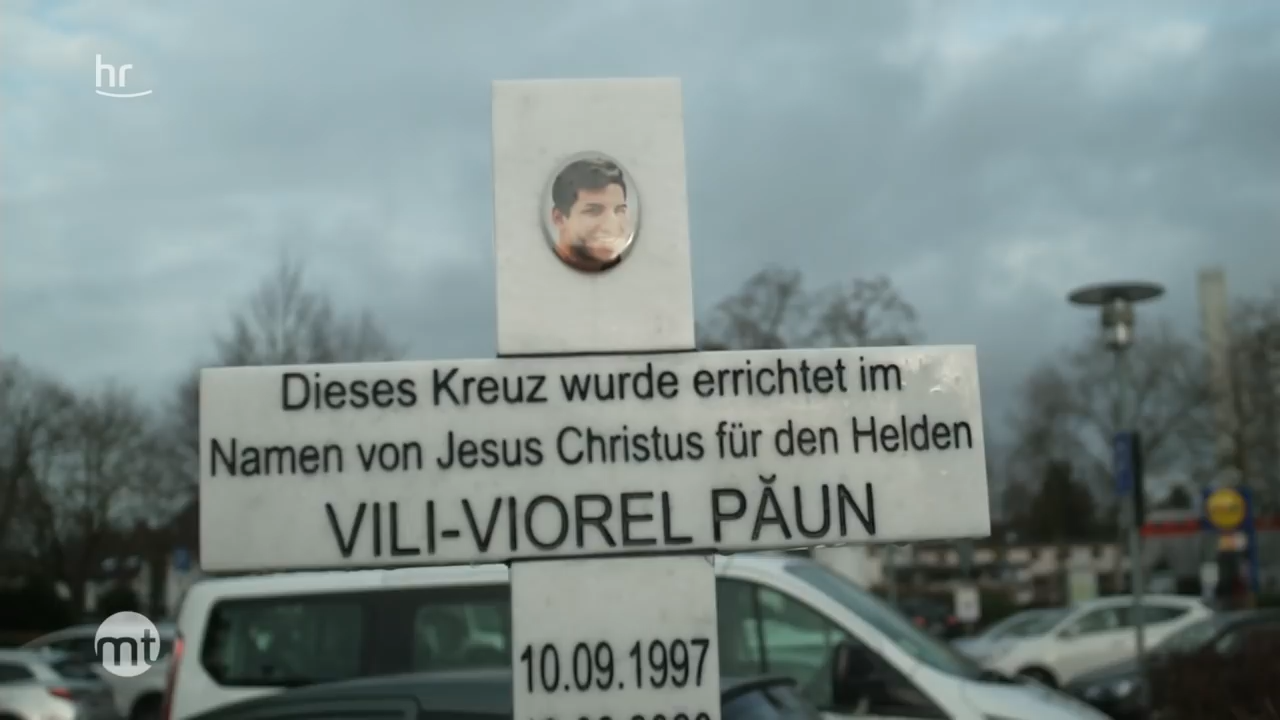 hr
Dieses Kreuz wurde errichtet im
Namen von Jesus Christus für den Helden
VILI-VIOREL PĂUN
10.09.1997
mt